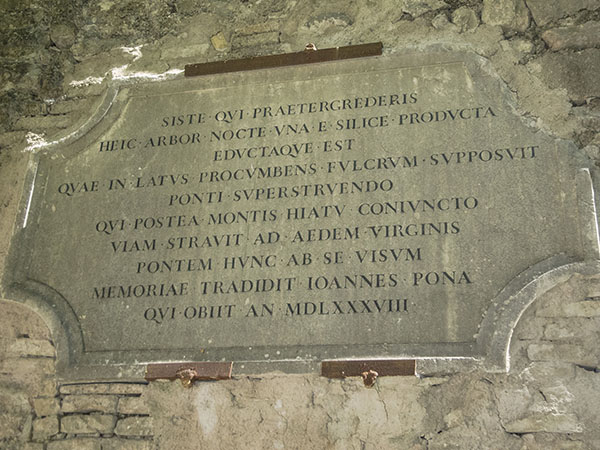 SISTE · QVI · PRAETERGREDERIS
HEIC · ARBOR · NOCTE · VNA · E · SILICE · PRODVCTA
EDVCTAQVE · EST
QVAE · IN · LATVS · PROCVMBENS · FVLCRVM · SVPPOSVIT
PONTI · SVPERSTRVENDO
QVI · POSTEA · MONTIS · HIATV · CONIVNCTO
VIAM · STRAVIT · AD · AEDEM · VIRGINIS
PONTEM · HVNC · AB · SE · VISVM
MEMORIAE · TRADIDIT · IOANNES · PONA
QVI · OBIIT · AN · MDLXXXVIII ·